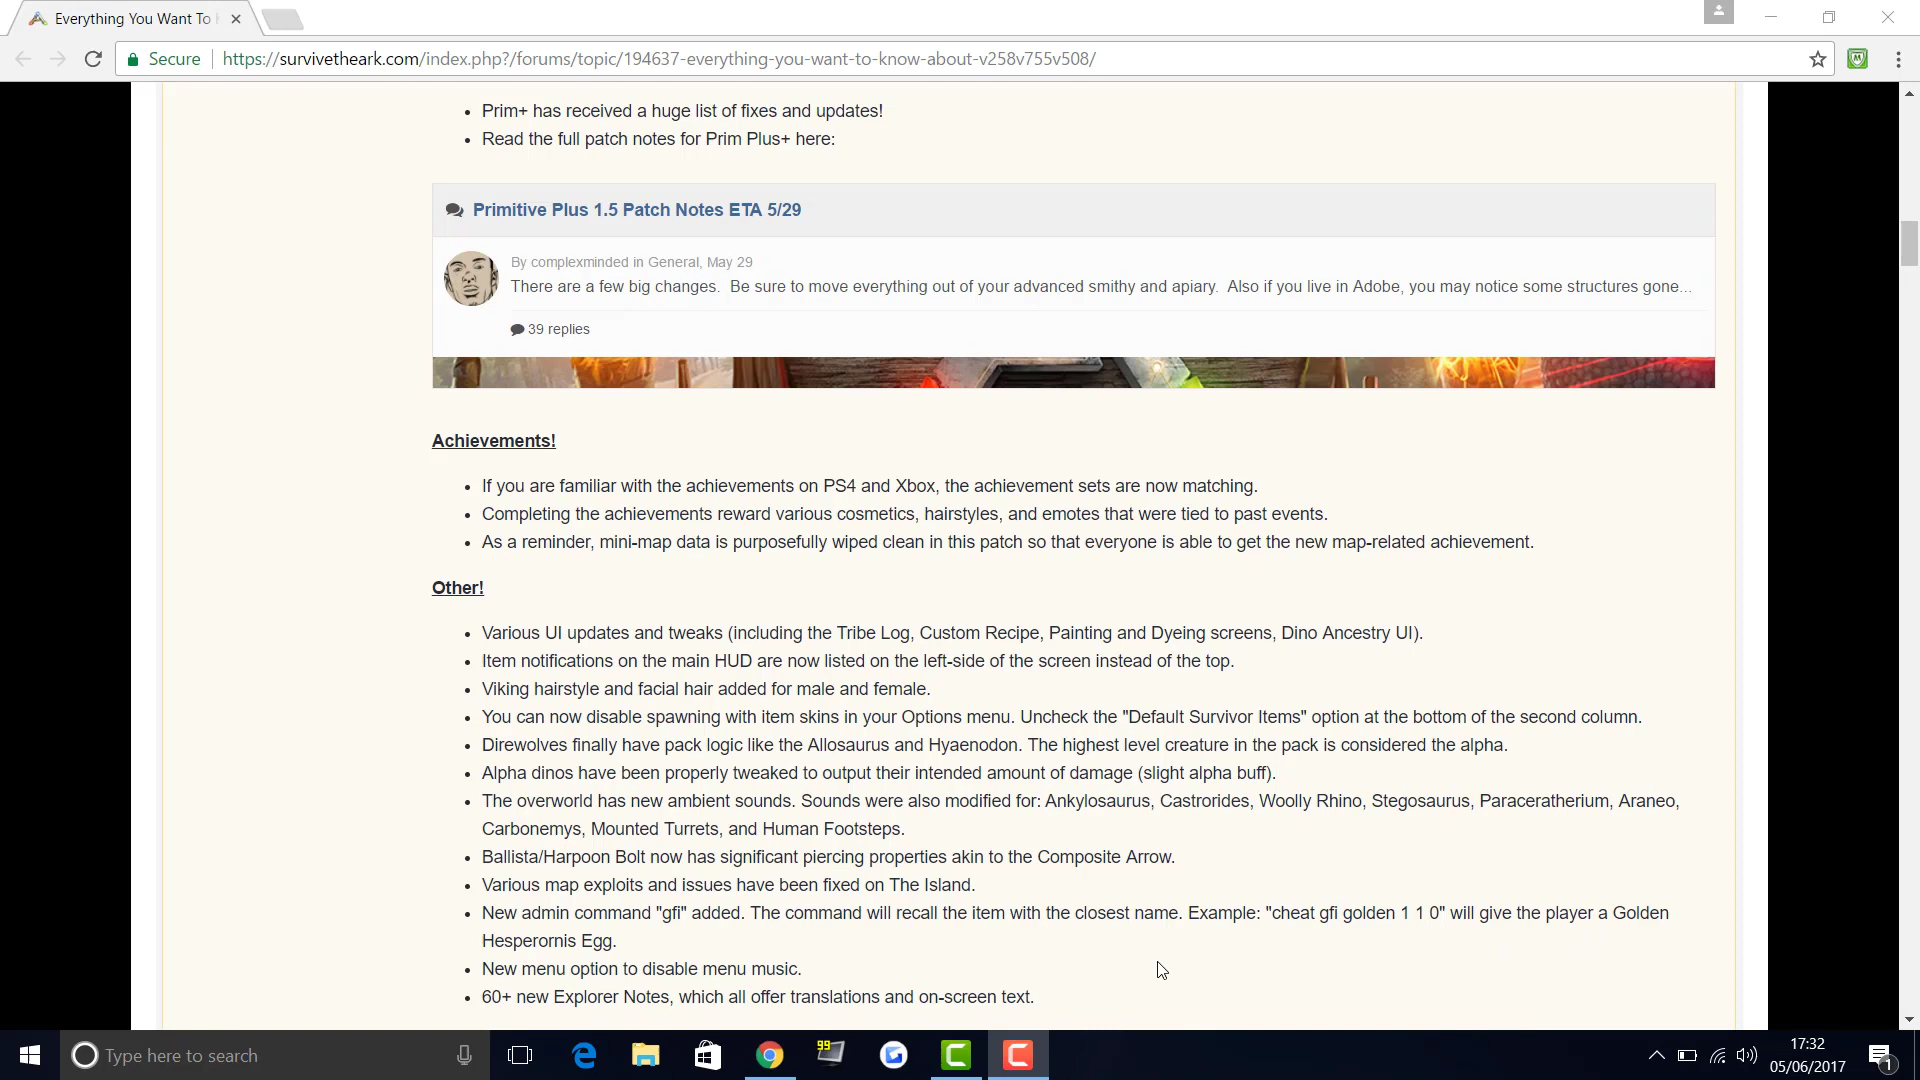 Everything You Want To
Secure
https://survivetheark.com/index.php?/forums/topic/194637-everything-you-want-to-know-about-v258v755v508/
Prim+ has received a huge list of fixes and updates!
Read the full patch notes for Prim Plus+ here:
Primitive Plus 1.5 Patch Notes ETA 5/29
By complexminded in General, May 29
There are a few big changes.  Be sure to move everything out of your advanced smithy and apiary.  Also if you live in Adobe, you may notice some structures gone...
39 replies
Achievements!
If you are familiar with the achievements on PS4 and Xbox, the achievement sets are now matching.
Completing the achievements reward various cosmetics, hairstyles, and emotes that were tied to past events.
As a reminder, mini-map data is purposefully wiped clean in this patch so that everyone is able to get the new map-related achievement.
Other!
Various UI updates and tweaks (including the Tribe Log, Custom Recipe, Painting and Dyeing screens, Dino Ancestry UI).
Item notifications on the main HUD are now listed on the left-side of the screen instead of the top.
Viking hairstyle and facial hair added for male and female.
You can now disable spawning with item skins in your Options menu. Uncheck the "Default Survivor Items" option at the bottom of the second column.
Direwolves finally have pack logic like the Allosaurus and Hyaenodon. The highest level creature in the pack is considered the alpha.
Alpha dinos have been properly tweaked to output their intended amount of damage (slight alpha buff).
The overworld has new ambient sounds. Sounds were also modified for: Ankylosaurus, Castrorides, Woolly Rhino, Stegosaurus, Paraceratherium, Araneo,
Carbonemys, Mounted Turrets, and Human Footsteps.
Ballista/Harpoon Bolt now has significant piercing properties akin to the Composite Arrow.
Various map exploits and issues have been fixed on The Island.
New admin command "gfi" added. The command will recall the item with the closest name. Example: "cheat gfi golden 1 1 0" will give the player a Golden
Hesperornis Egg.
New menu option to disable menu music.
60+ new Explorer Notes, which all offer translations and on-screen text.
Type here to search
99
17:32
05/06/2017
1